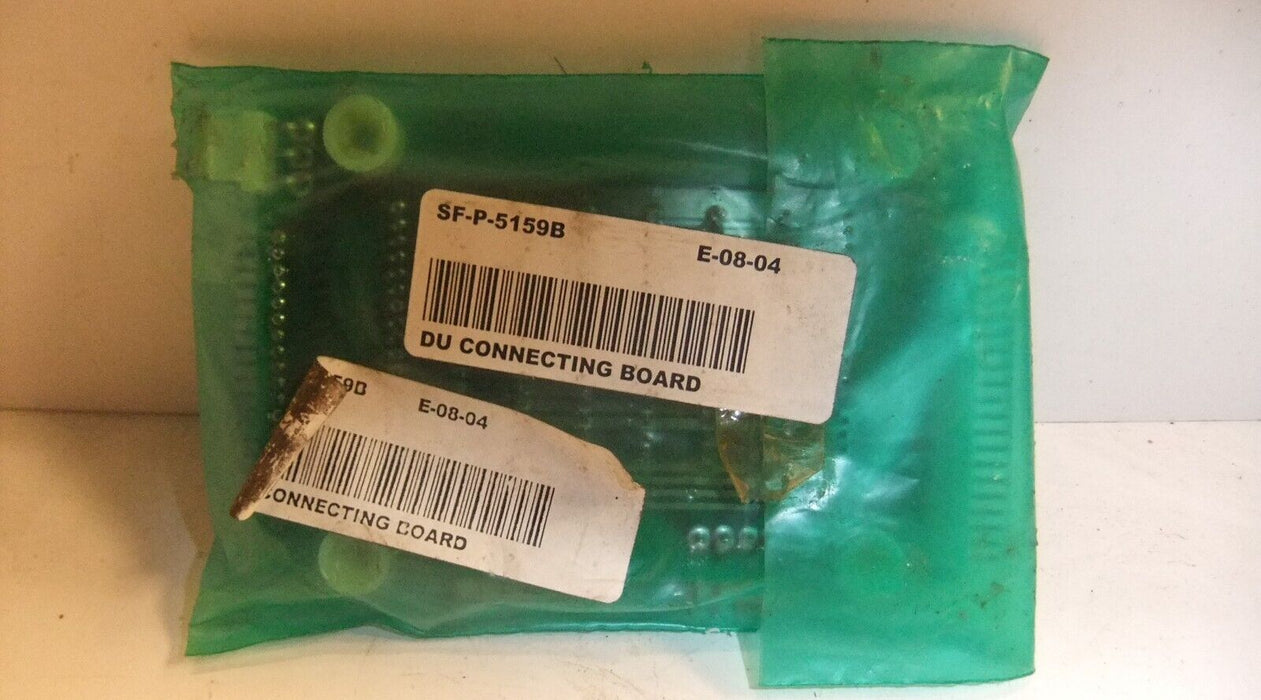 SF-P-5159B
E-08-04
DU CONNECTING BOARD
59B
E-08-04
CONNECTING BOARD